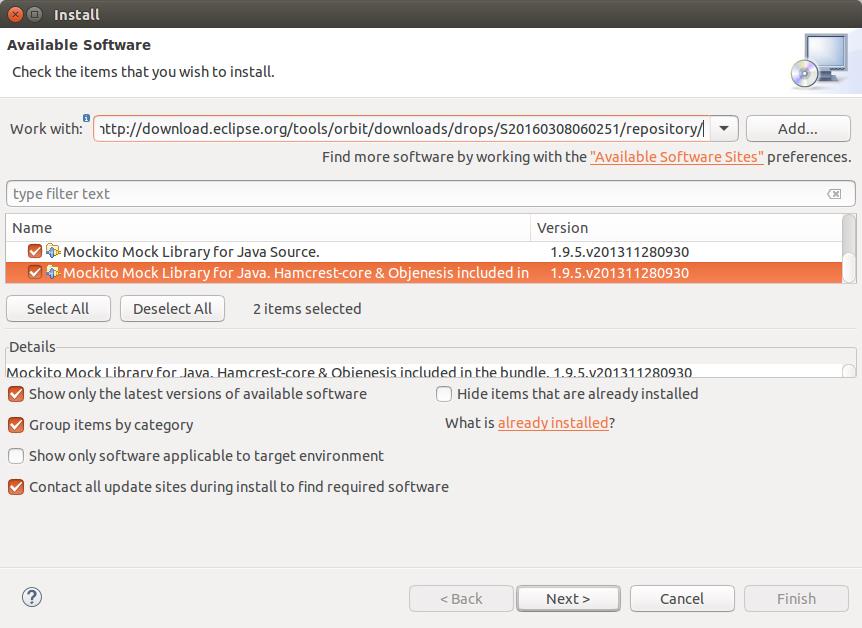 Install
Available Software
Check the items that you wish to install.
Work with: http://download.eclipse.org/tools/orbit/downloads/drops/S20160308060251/repository/ Add...
Find more software by working with the "Available Software Sites" preferences.
type filter text
Name Version
Mockito Mock Library for Java Source. 1.9.5.v201311280930
Mockito Mock Library for Java. Hamcrest-core & Objenesis included in 1.9.5.v201311280930
Select All Deselect All 2 items selected
Details
Mockito Mock Library for Java. Hamcrest-core & Objenesis included in the bundle. 1.9.5.v201311280930
Show only the latest versions of available software Hide items that are already installed
Group items by category What is already installed?
Show only software applicable to target environment
Contact all update sites during install to find required software
? < Back Next > Cancel Finish